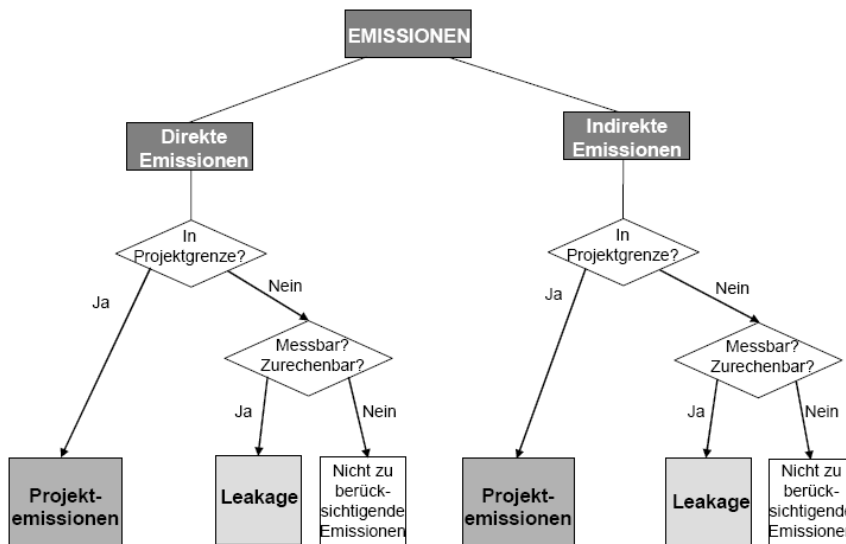 EMISSIONEN
Direkte
Emissionen
Indirekte
Emissionen
In
Projektgrenze?
In
Projektgrenze?
Ja
Nein
Ja
Nein
Messbar?
Zurechenbar?
Messbar?
Zurechenbar?
Ja
Nein
Ja
Nein
Projekt-
emissionen
Leakage
Nicht zu
berück-
sichtigende
Emissionen
Projekt-
emissionen
Leakage
Nicht zu
berück-
sichtigende
Emissionen